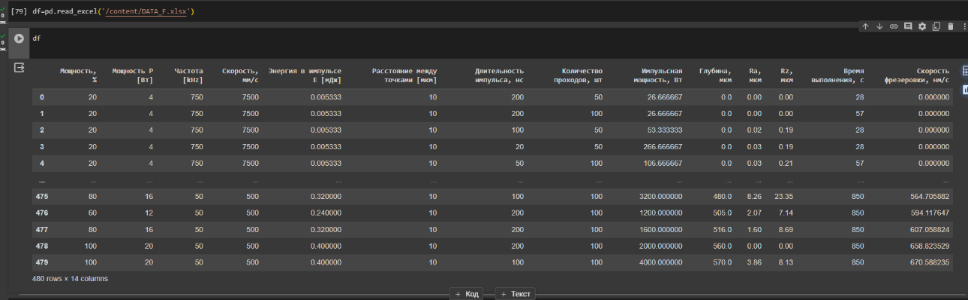 [79] df=pd.read_excel('/content/DATA_F.xlsx')
df
Мощность, % Мощность P [Вт] Частота [kHz] Скорость, мм/с Энергия в импульсе E [мДж] Расстояние между точками [мкм] Длительность импульса, нс Количество проходов, шт Импульсная мощность, Вт Глубина, мкм Ra, мкм Rz, мкм Время выполнения, с Скорость фрезеровки, нм/с
0 20 4 750 7500 0.005333 10 200 50 26.666667 0.0 0.00 0.00 28 0.000000
1 20 4 750 7500 0.005333 10 200 100 26.666667 0.0 0.00 0.00 57 0.000000
2 20 4 750 7500 0.005333 10 100 50 53.333333 0.0 0.02 0.19 28 0.000000
3 20 4 750 7500 0.005333 10 20 50 266.666667 0.0 0.03 0.19 28 0.000000
4 20 4 750 7500 0.005333 10 50 100 106.666667 0.0 0.03 0.21 57 0.000000
... ... ... ... ... ... ... ... ... ... ... ... ... ... ...
475 80 16 50 500 0.320000 10 100 100 3200.000000 480.0 8.26 23.35 850 564.705882
476 60 12 50 500 0.240000 10 200 100 1200.000000 505.0 2.07 7.14 850 594.117647
477 80 16 50 500 0.320000 10 200 100 1600.000000 516.0 1.60 8.69 850 607.058824
478 100 20 50 500 0.400000 10 200 100 2000.000000 560.0 0.00 0.00 850 658.823529
479 100 20 50 500 0.400000 10 100 100 4000.000000 570.0 3.86 8.13 850 670.588235
480 rows × 14 columns
+ Код + Текст